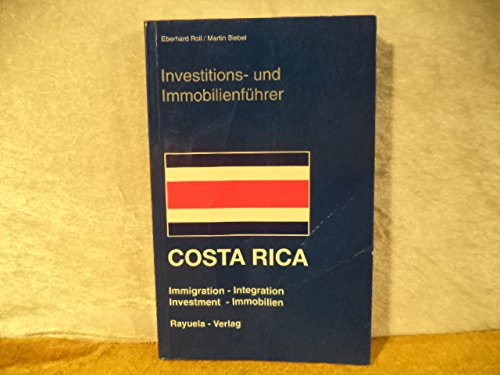 Eberhard Roll / Martin Biebel
Investitions- und
Immobilienführer
COSTA RICA
Immigration - Integration
Investment - Immobilien
Rayuela - Verlag